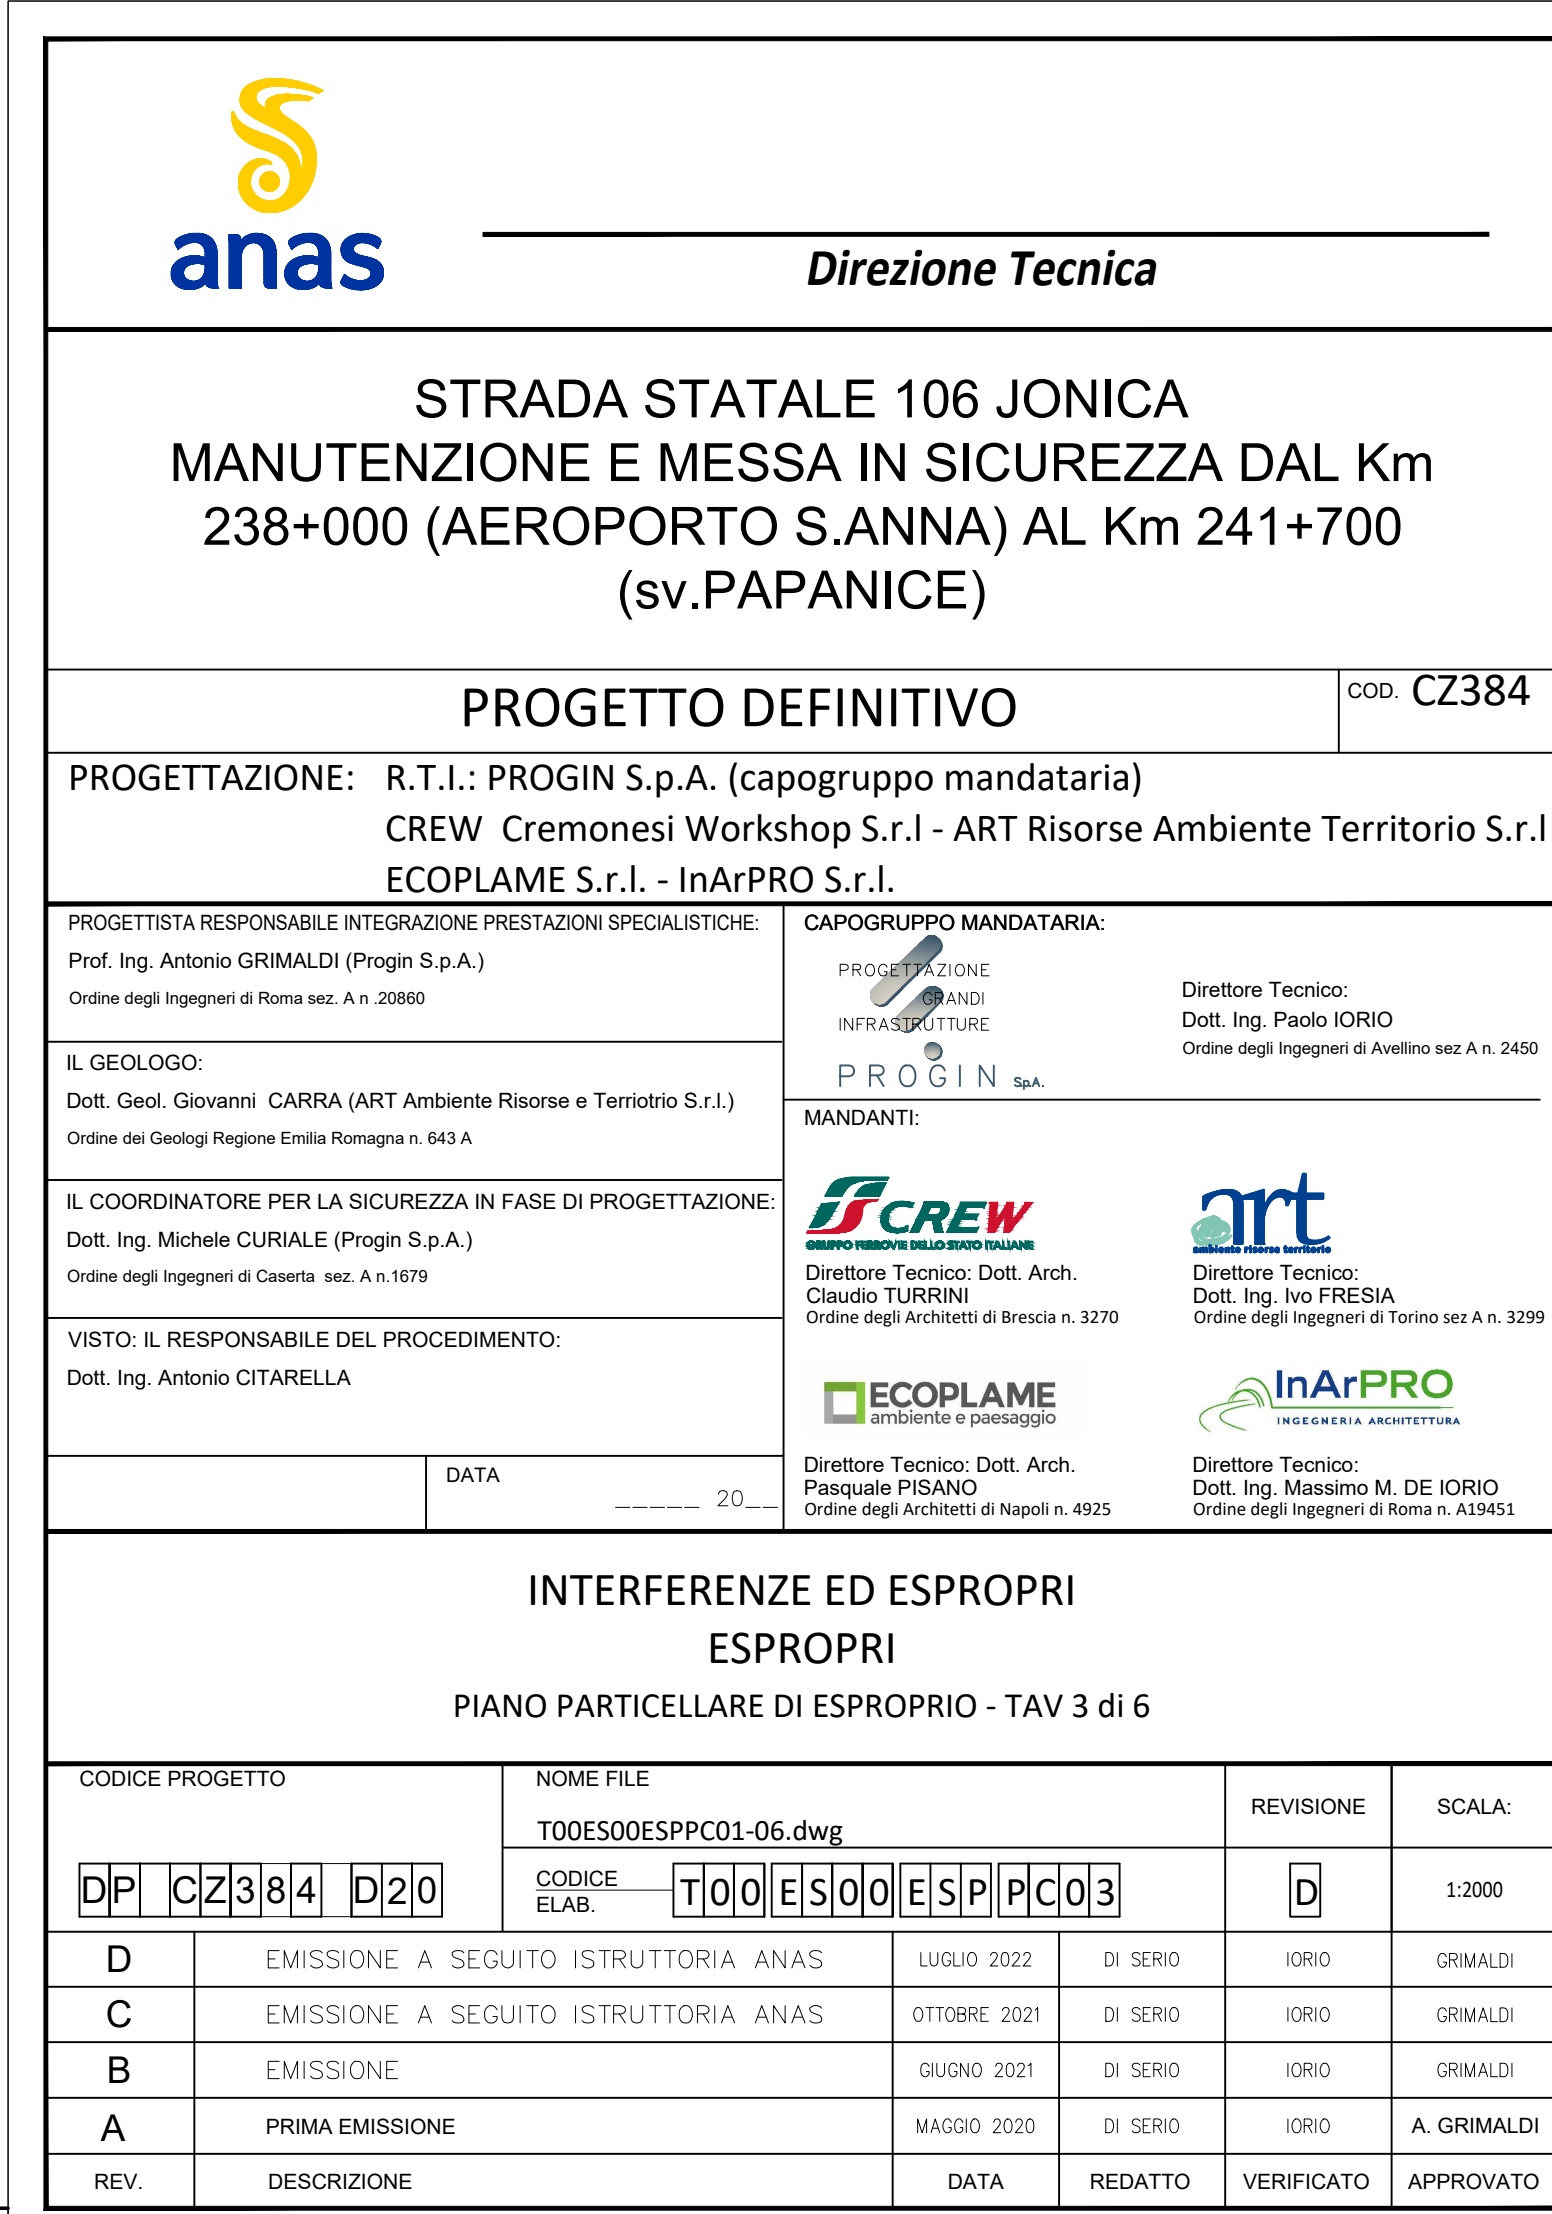 anas
Direzione Tecnica
STRADA STATALE 106 JONICA
MANUTENZIONE E MESSA IN SICUREZZA DAL Km
238+000 (AEROPORTO S.ANNA) AL Km 241+700
(sv.PAPANICE)
PROGETTO DEFINITIVO
COD. CZ384
PROGETTAZIONE: R.T.I.: PROGIN S.p.A. (capogruppo mandataria)
CREW Cremonesi Workshop S.r.l - ART Risorse Ambiente Territorio S.r.l
ECOPLAME S.r.l. - InArPRO S.r.l.
PROGETTISTA RESPONSABILE INTEGRAZIONE PRESTAZIONI SPECIALISTICHE:
Prof. Ing. Antonio GRIMALDI (Progin S.p.A.)
Ordine degli Ingegneri di Roma sez. A n .20860
IL GEOLOGO:
Dott. Geol. Giovanni CARRA (ART Ambiente Risorse e Terriotrio S.r.l.)
Ordine dei Geologi Regione Emilia Romagna n. 643 A
IL COORDINATORE PER LA SICUREZZA IN FASE DI PROGETTAZIONE:
Dott. Ing. Michele CURIALE (Progin S.p.A.)
Ordine degli Ingegneri di Caserta sez. A n.1679
VISTO: IL RESPONSABILE DEL PROCEDIMENTO:
Dott. Ing. Antonio CITARELLA
DATA
_____ 20__
CAPOGRUPPO MANDATARIA:
PROGETTAZIONE
GRANDI
INFRASTRUTTURE
PROGIN S.p.A.
Direttore Tecnico:
Dott. Ing. Paolo IORIO
Ordine degli Ingegneri di Avellino sez A n. 2450
MANDANTI:
CREW
GRUPPO FERROVIE DELLO STATO ITALIANE
Direttore Tecnico: Dott. Arch.
Claudio TURRINI
Ordine degli Architetti di Brescia n. 3270
art
ambiente risorse territorio
Direttore Tecnico:
Dott. Ing. Ivo FRESIA
Ordine degli Ingegneri di Torino sez A n. 3299
ECOPLAME
ambiente e paesaggio
Direttore Tecnico: Dott. Arch.
Pasquale PISANO
Ordine degli Architetti di Napoli n. 4925
InArPRO
INGEGNERIA ARCHITETTURA
Direttore Tecnico:
Dott. Ing. Massimo M. DE IORIO
Ordine degli Ingegneri di Roma n. A19451
INTERFERENZE ED ESPROPRI
ESPROPRI
PIANO PARTICELLARE DI ESPROPRIO - TAV 3 di 6
CODICE PROGETTO
DP CZ384 D20
NOME FILE
T00ES00ESPPC01-06.dwg
CODICE
ELAB.
T00 ES00 ESP PC03
REVISIONE
D
SCALA:
1:2000
D EMISSIONE A SEGUITO ISTRUTTORIA ANAS LUGLIO 2022 DI SERIO IORIO GRIMALDI
C EMISSIONE A SEGUITO ISTRUTTORIA ANAS OTTOBRE 2021 DI SERIO IORIO GRIMALDI
B EMISSIONE GIUGNO 2021 DI SERIO IORIO GRIMALDI
A PRIMA EMISSIONE MAGGIO 2020 DI SERIO IORIO A. GRIMALDI
REV. DESCRIZIONE DATA REDATTO VERIFICATO APPROVATO